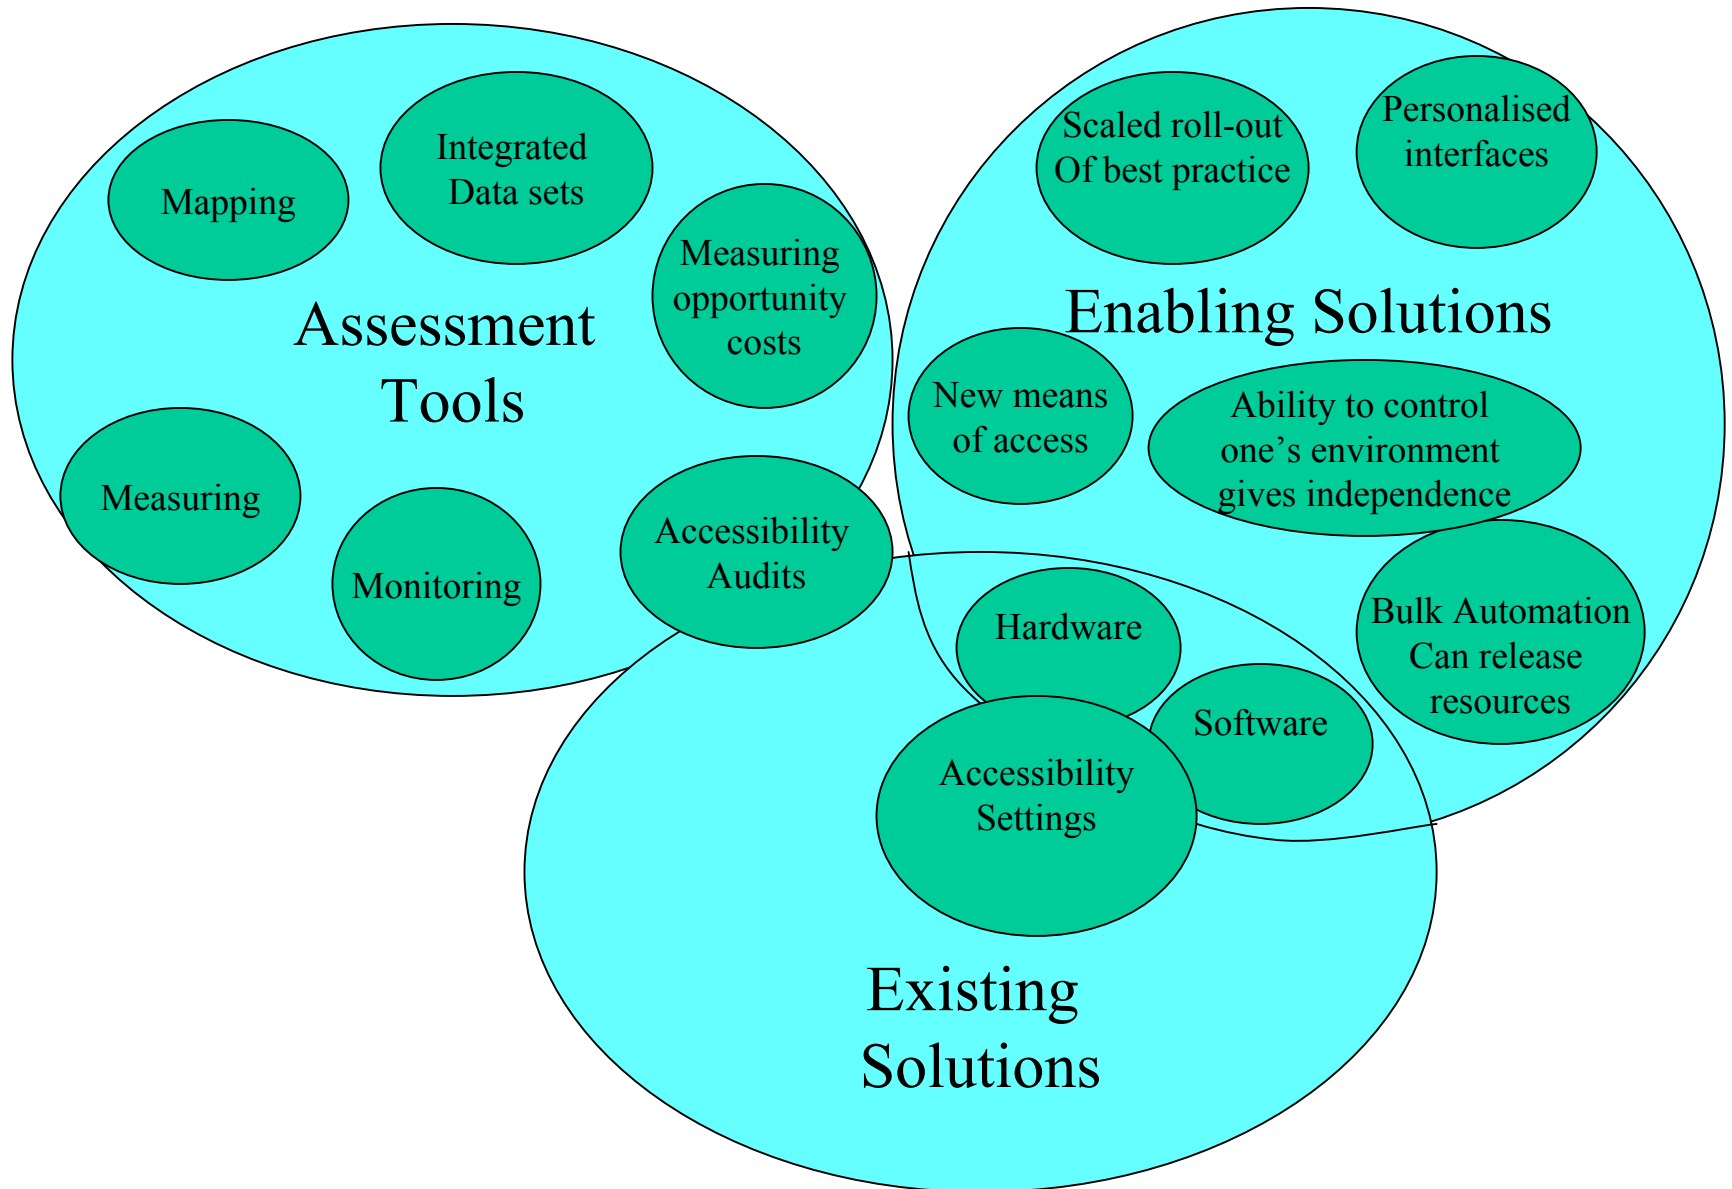 Mapping
Integrated
Data sets
Measuring
opportunity
costs
Assessment
Tools
Measuring
Monitoring
Accessibility
Audits
Scaled roll-out
Of best practice
Personalised
interfaces
Enabling Solutions
New means
of access
Ability to control
one’s environment
gives independence
Bulk Automation
Can release
resources
Hardware
Software
Accessibility
Settings
Existing
Solutions